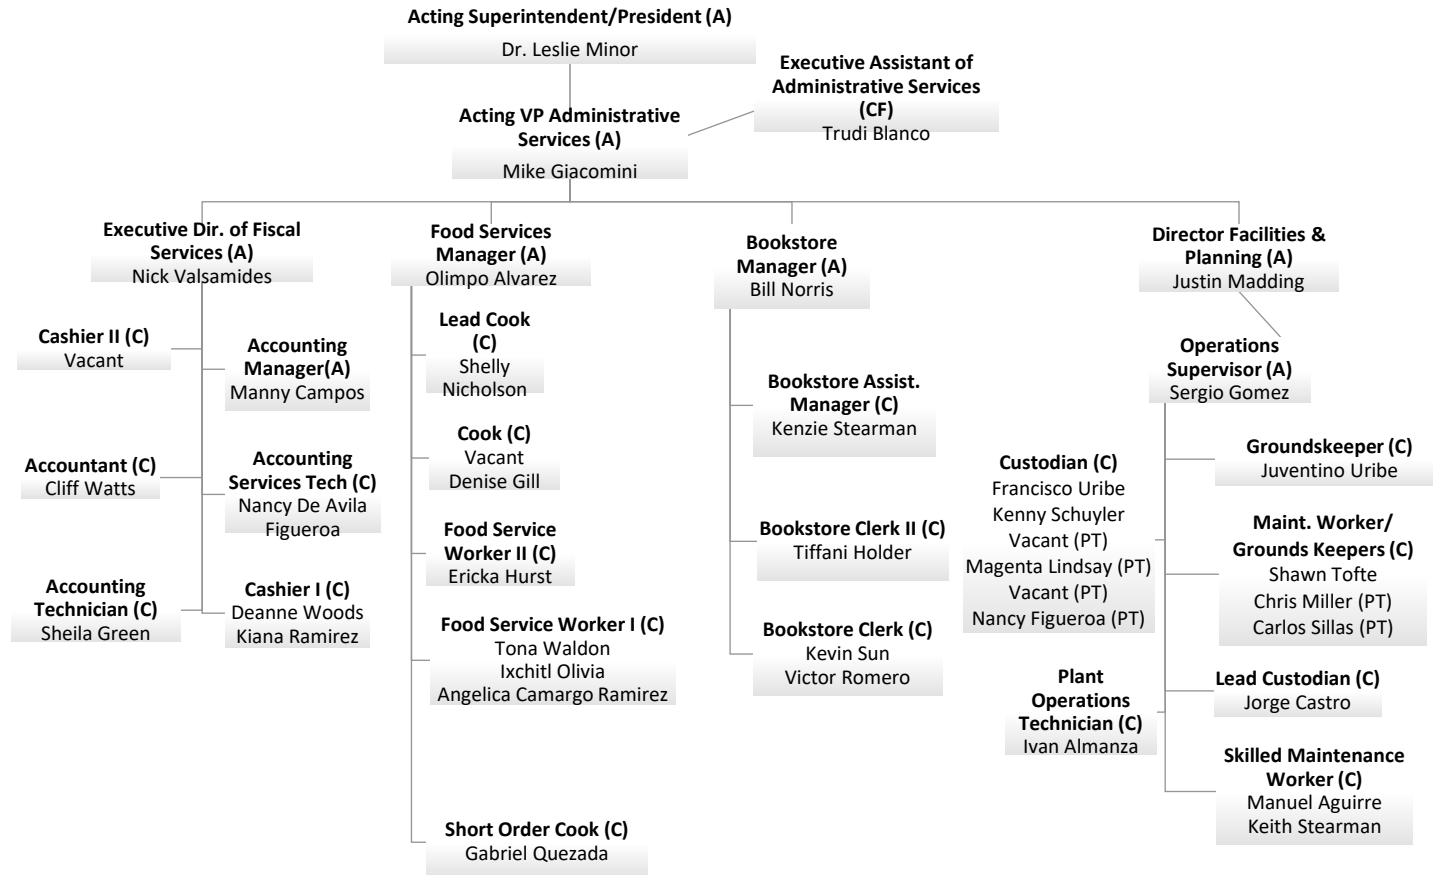 Acting Superintendent/President (A)
Dr. Leslie Minor
Executive Assistant of
Administrative Services
(CF)
Trudi Blanco
Acting VP Administrative
Services (A)
Mike Giacomini
Executive Dir. of Fiscal
Services (A)
Nick Valsamides
Cashier II (C)
Vacant
Accounting
Manager(A)
Manny Campos
Accountant (C)
Cliff Watts
Accounting
Services Tech (C)
Nancy De Avila
Figueroa
Accounting
Technician (C)
Sheila Green
Cashier I (C)
Deanne Woods
Kiana Ramirez
Food Services
Manager (A)
Olimpo Alvarez
Lead Cook
(C)
Shelly
Nicholson
Cook (C)
Vacant
Denise Gill
Food Service
Worker II (C)
Ericka Hurst
Food Service Worker I (C)
Tona Waldon
Ixchitl Olivia
Angelica Camargo Ramirez
Short Order Cook (C)
Gabriel Quezada
Bookstore
Manager (A)
Bill Norris
Bookstore Assist.
Manager (C)
Kenzie Stearman
Bookstore Clerk II (C)
Tiffani Holder
Bookstore Clerk (C)
Kevin Sun
Victor Romero
Director Facilities &
Planning (A)
Justin Madding
Operations
Supervisor (A)
Sergio Gomez
Custodian (C)
Francisco Uribe
Kenny Schuyler
Vacant (PT)
Magenta Lindsay (PT)
Vacant (PT)
Nancy Figueroa (PT)
Groundskeeper (C)
Juventino Uribe
Maint. Worker/
Grounds Keepers (C)
Shawn Tofte
Chris Miller (PT)
Carlos Sillas (PT)
Plant
Operations
Technician (C)
Ivan Almanza
Lead Custodian (C)
Jorge Castro
Skilled Maintenance
Worker (C)
Manuel Aguirre
Keith Stearman